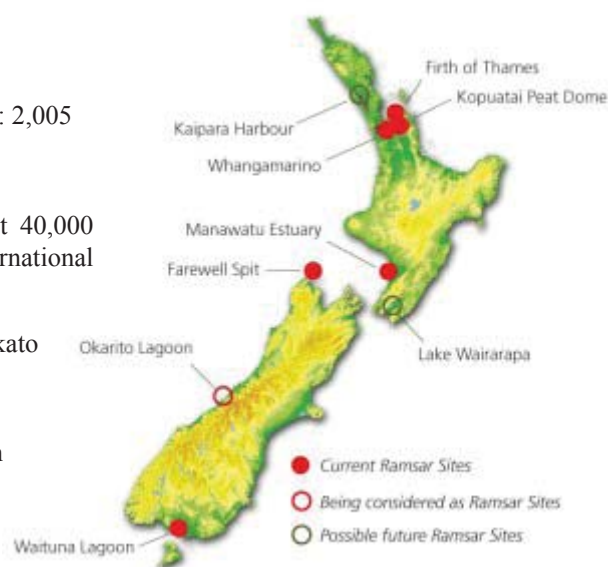 : 2,005
t 40,000
ernational
kato
Firth of Thames
Kopuatai Peat Dome
Kaipara Harbour
Whangamarino
Manawatu Estuary
Farewell Spit
Lake Wairarapa
Okarito Lagoon
Current Ramsar Sites
Being considered as Ramsar Sites
Possible future Ramsar Sites
Waituna Lagoon